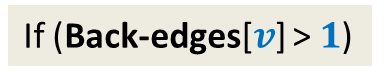 If (Back-edges[v] > 1)